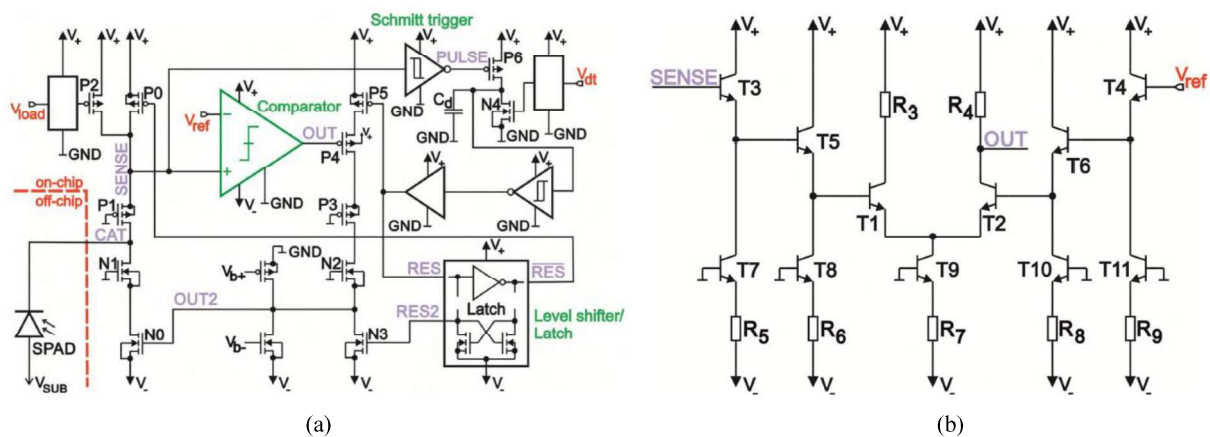 Schmitt trigger
V+
V+
V+
V+
V+
V+
V+
P2
P0
P5
PULSE
P6
Vload
Vref
Comparator
OUT
V+
P4
Cd
N4
Vdt
GND
GND
GND
GND
GND
SENSE
V-
GND
V+
V+
on-chip
off-chip
P1
P3
GND
GND
CAT
GND
V+
N1
Vb+
N2
RES
RES
OUT2
Latch
Level shifter/
Latch
RES2
SPAD
N0
Vb-
N3
VSUB
V-
V-
V-
V-
(a)
V+
V+
V+
V+
V+
V+
SENSE
T3
T4
Vref
R3
R4
OUT
T5
T6
T1
T2
T7
T8
T9
T10
T11
R5
R6
R7
R8
R9
V-
V-
V-
V-
V-
(b)